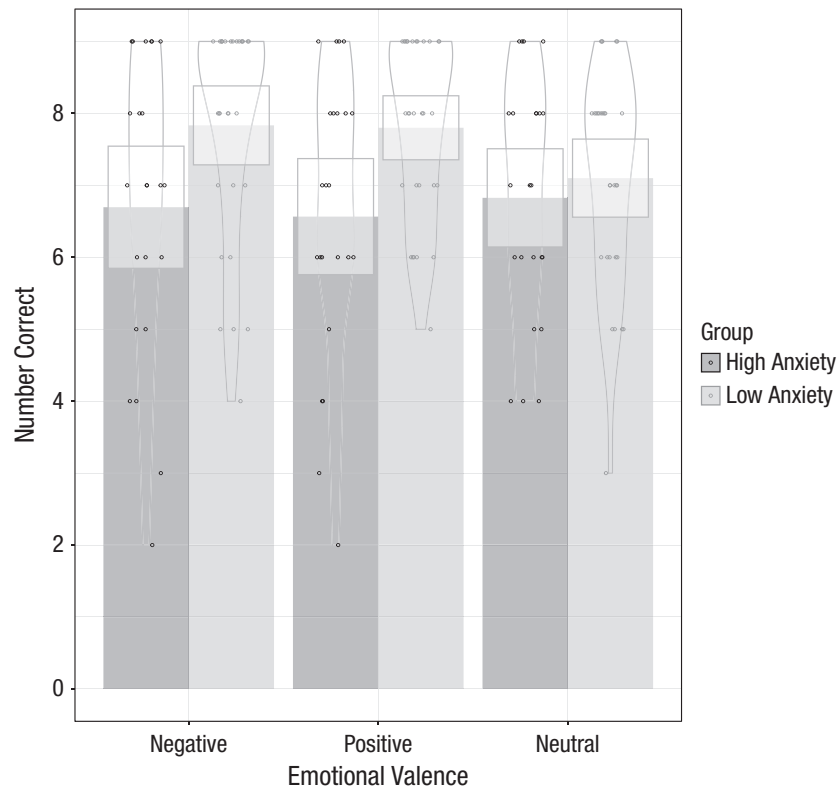 Number Correct
8
6
4
2
0
Negative
Positive
Neutral
Emotional Valence
Group
High Anxiety
Low Anxiety